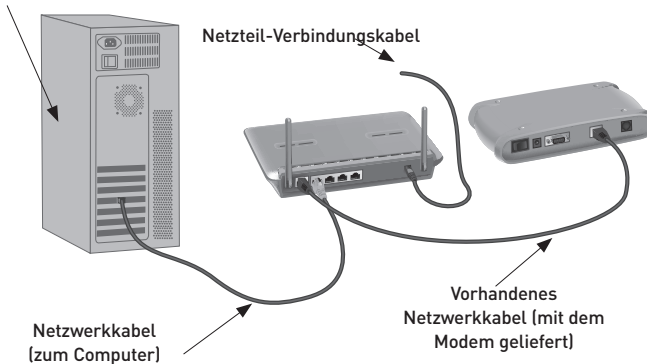 Netzteil-Verbindungskabel
Vorhandenes
Netzwerkkabel (mit dem
Modem geliefert)
Netzwerkkabel
(zum Computer)